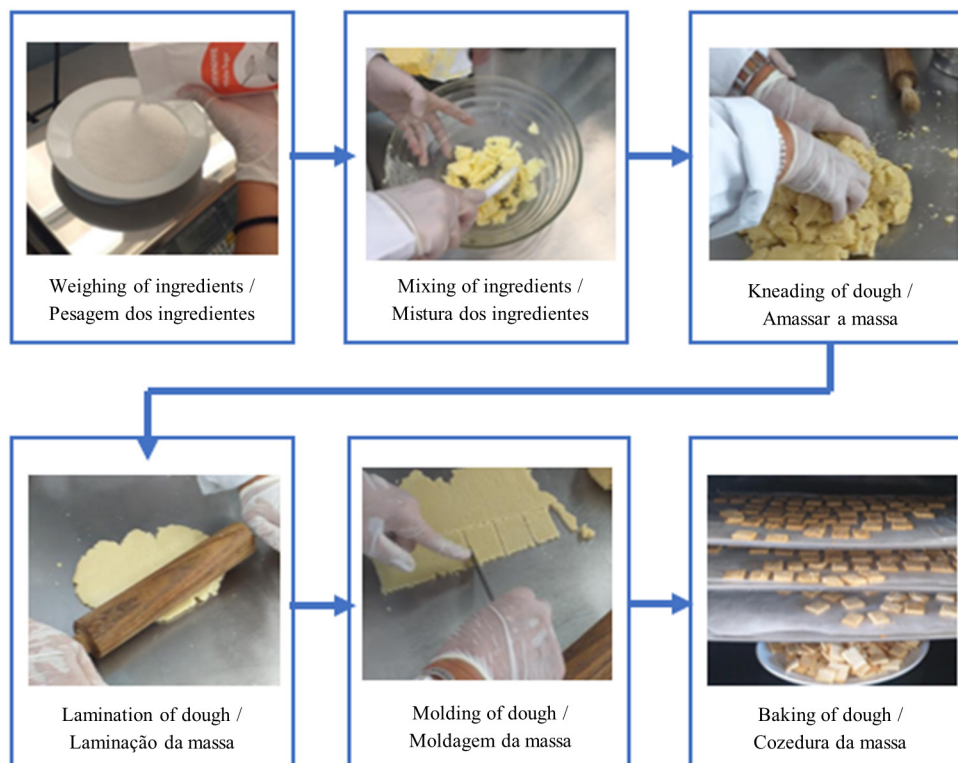 Weighing of ingredients /
Pesagem dos ingredientes
Mixing of ingredients /
Mistura dos ingredientes
Kneading of dough /
Amassar a massa
Lamination of dough /
Laminação da massa
Molding of dough /
Moldagem da massa
Baking of dough /
Cozedura da massa